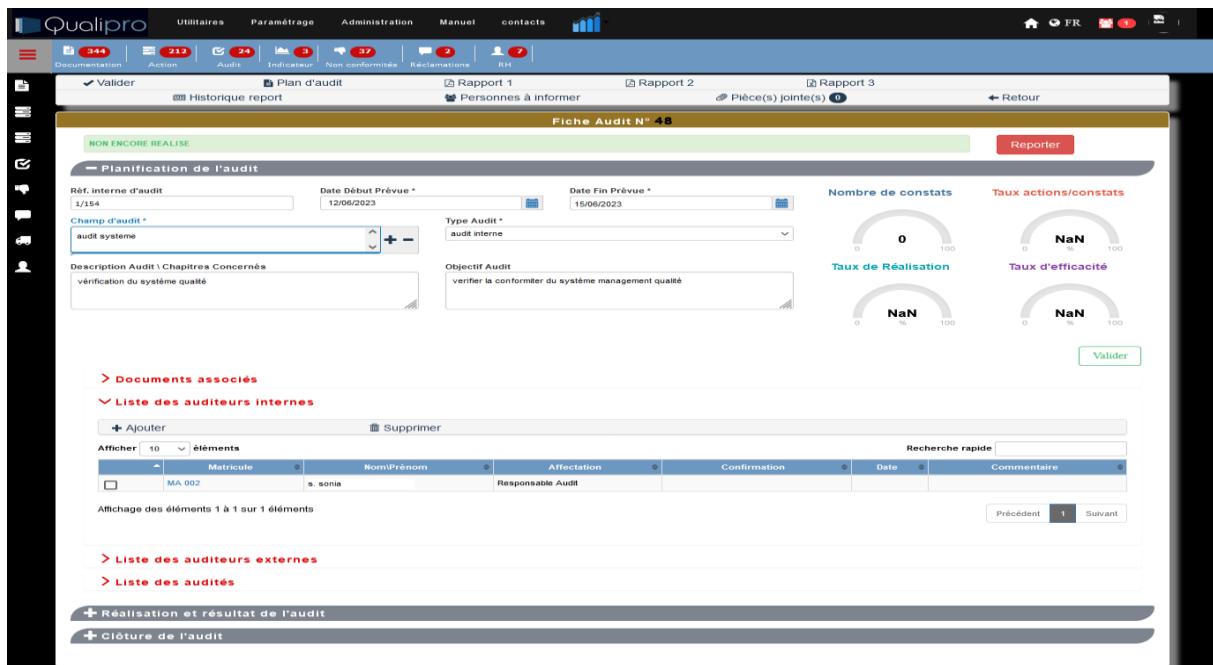 Qualipro Utilitaires Paramétrage Administration Manuel contacts FR 1
344 212 24 3 37 2 7
Documentation Action Audit Indicateur Non conformités Réclamations RH
Valider Plan d'audit Rapport 1 Rapport 2 Rapport 3
Historique report Personnes à informer Pièce(s) jointe(s) 0 Retour
Fiche Audit N° 48
NON ENCORE REALISE Reporter
Planification de l'audit
Réf. interne d'audit Date Début Prévue * Date Fin Prévue * Nombre de constats Taux actions/constats
1/154 12/06/2023 15/06/2023
Champ d'audit * Type Audit *
audit systeme audit interne
0 NaN
0 100 0 % 100
Description Audit \ Chapitres Concernés Objectif Audit Taux de Réalisation Taux d'efficacité
vérification du système qualité verifier la conformiter du système management qualité
NaN NaN
0 % 100 0 % 100
Valider
Documents associés
Liste des auditeurs internes
Ajouter Supprimer
Afficher 10 éléments Recherche rapide
Matricule Nom\Prénom Affectation Confirmation Date Commentaire
MA 002 s. sonia Responsable Audit
Affichage des éléments 1 à 1 sur 1 éléments Précédent 1 Suivant
Liste des auditeurs externes
Liste des audités
Réalisation et résultat de l'audit
Clôture de l'audit